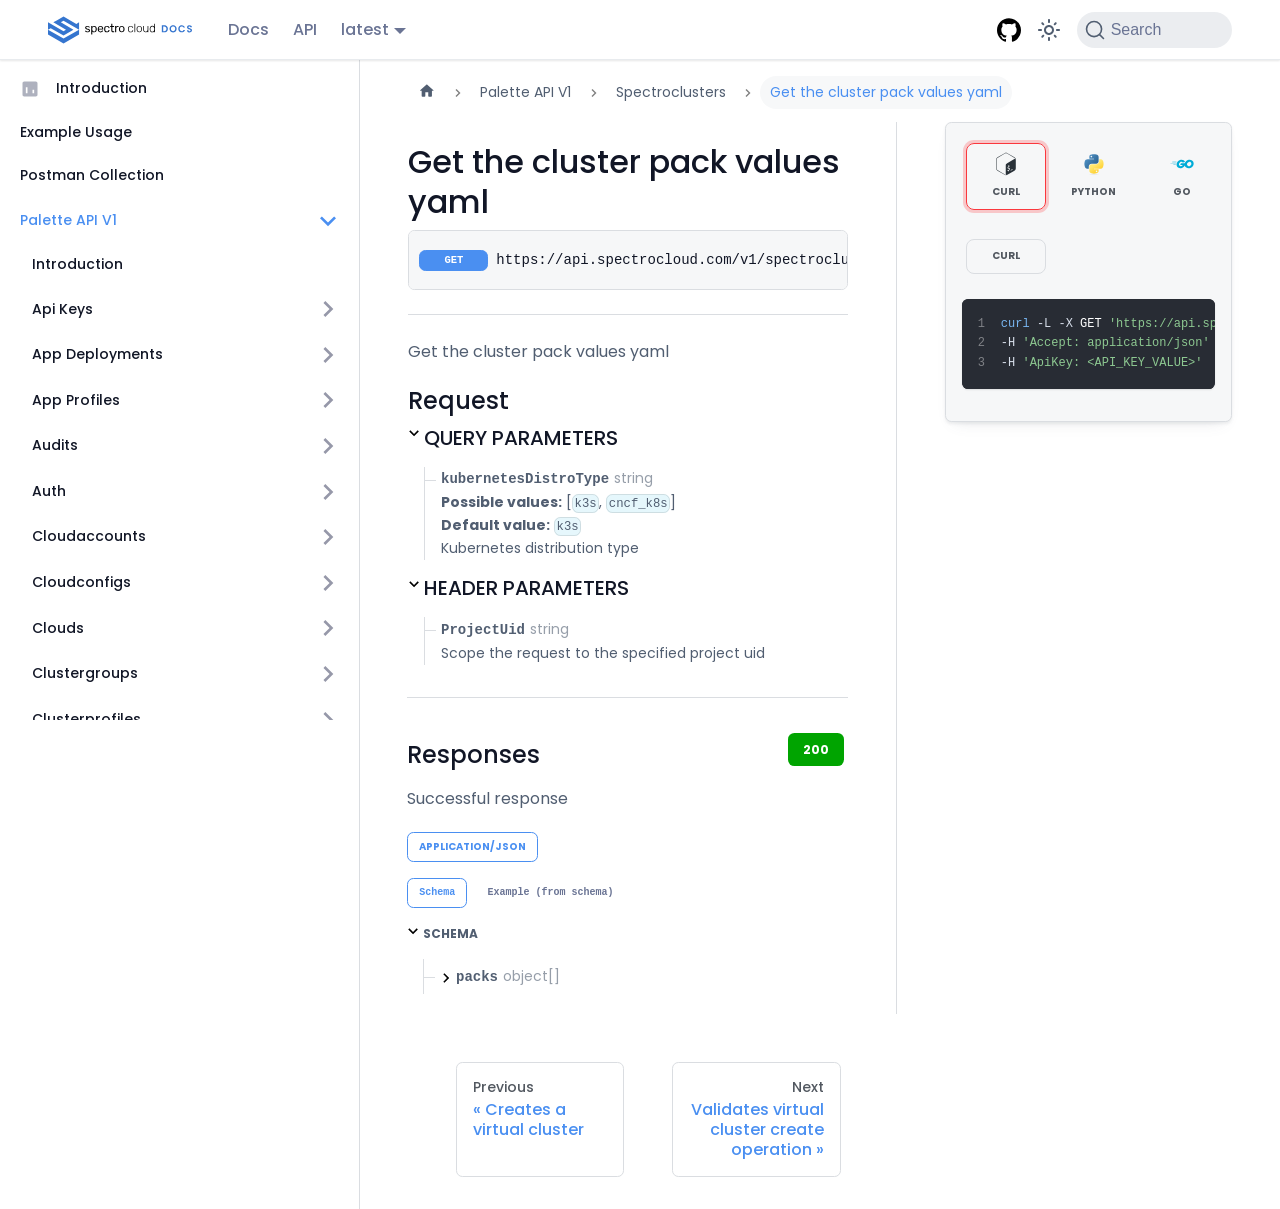 spectro cloud DOCS
Docs
API
latest
Search
Introduction
Example Usage
Postman Collection
Palette API V1
Introduction
Api Keys
App Deployments
App Profiles
Audits
Auth
Cloudaccounts
Cloudconfigs
Clouds
Clustergroups
Clusterprofiles
Palette API V1
Spectroclusters
Get the cluster pack values yaml
Get the cluster pack values
yaml
GET https://api.spectrocloud.com/v1/spectroclu
Get the cluster pack values yaml
Request
QUERY PARAMETERS
kubernetesDistroType string
Possible values: [k3s, cncf_k8s]
Default value: k3s
Kubernetes distribution type
HEADER PARAMETERS
ProjectUid string
Scope the request to the specified project uid
Responses
200
Successful response
APPLICATION/JSON
Schema
Example (from schema)
SCHEMA
packs object[]
CURL
PYTHON
GO
CURL
1 curl -L -X GET 'https://api.sp
2 -H 'Accept: application/json'
3 -H 'ApiKey: <API_KEY_VALUE>'
Previous
« Creates a
virtual cluster
Next
Validates virtual
cluster create
operation »